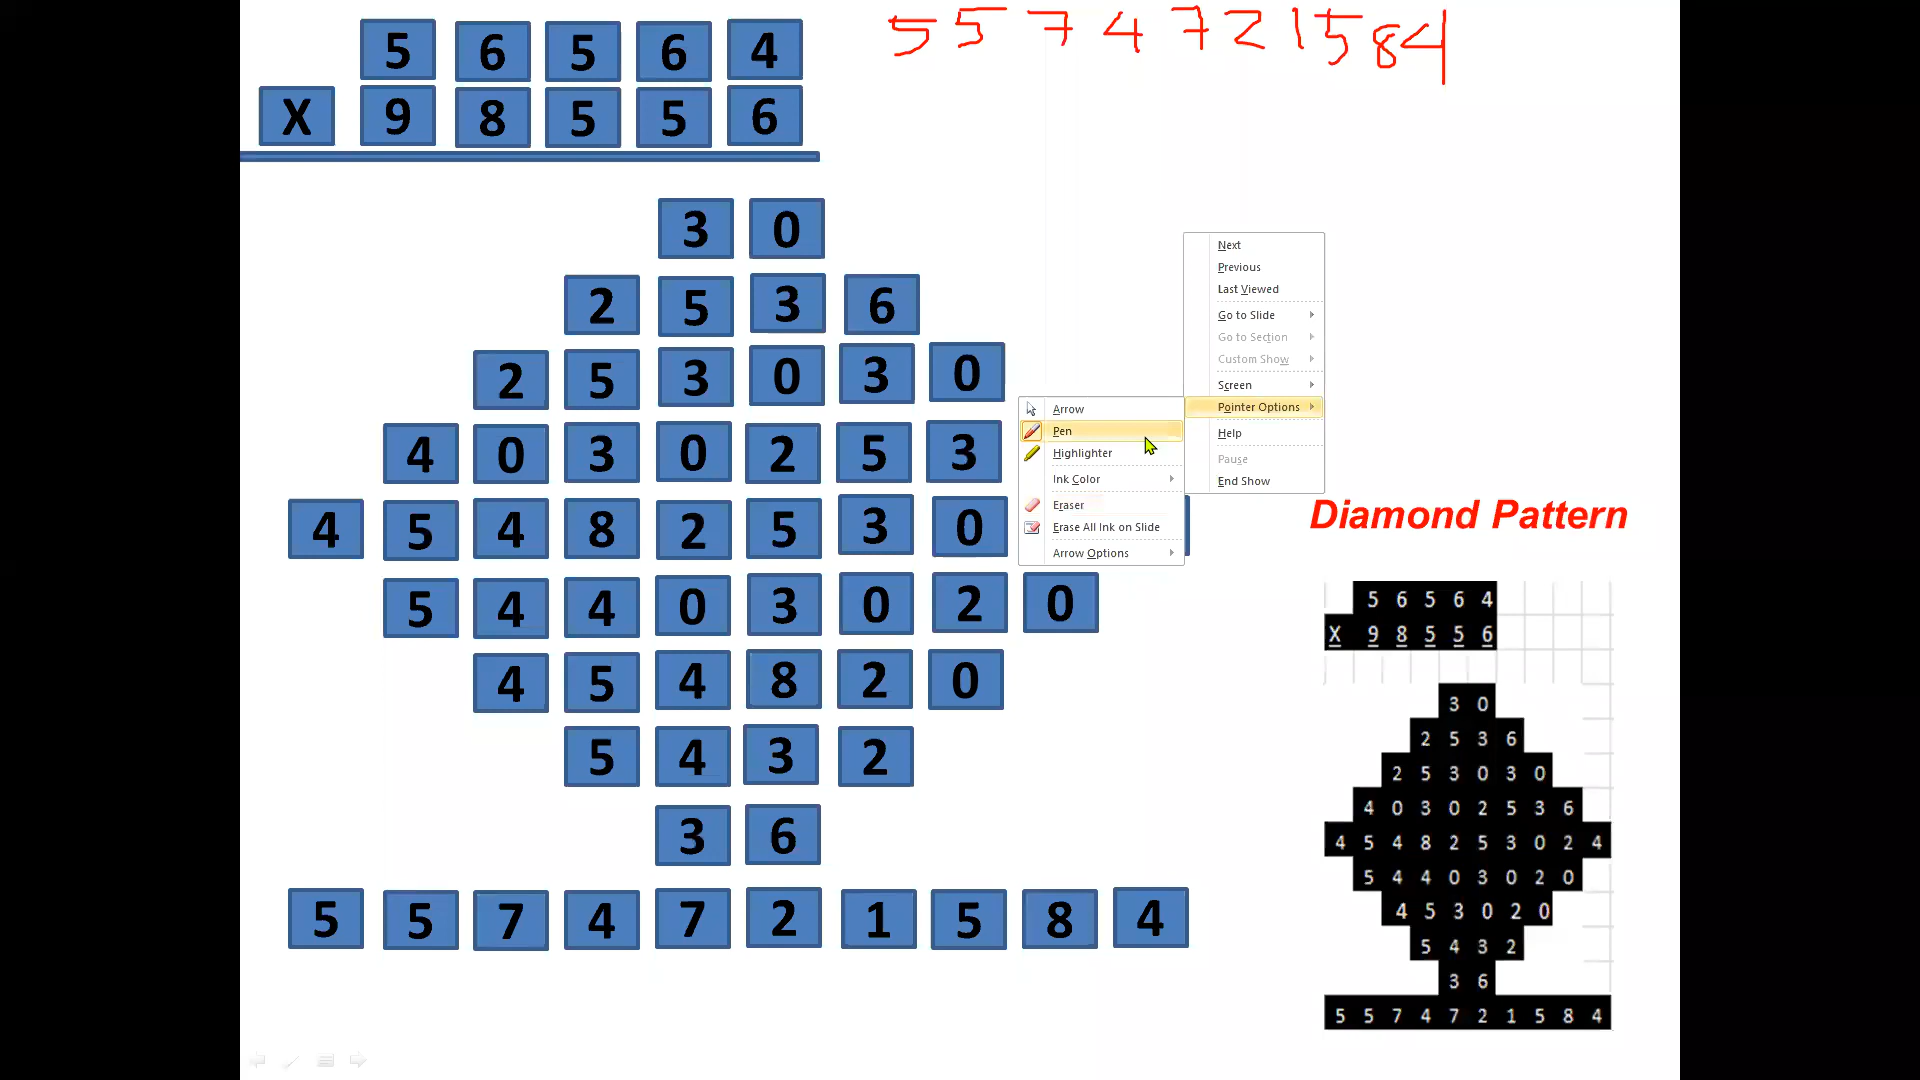 5 6 5 6 4
X 9 8 5 5 6
5 5 7 4 7 2 1 5 8 4
3 0
2 5 3 6
2 5 3 0 3 0
4 0 3 0 2 5 3
4 5 4 8 2 5 3 0
5 4 4 0 3 0 2 0
4 5 4 8 2 0
5 4 3 2
3 6
5 5 7 4 7 2 1 5 8 4
Next
Previous
Last Viewed
Go to Slide
Go to Section
Custom Show
Screen
Pointer Options
Help
Pause
End Show
Arrow
Pen
Highlighter
Ink Color
Eraser
Erase All Ink on Slide
Arrow Options
Diamond Pattern
5 6 5 6 4
X 9 8 5 5 6
3 0
2 5 3 6
2 5 3 0 3 0
4 0 3 0 2 5 3 6
4 5 4 8 2 5 3 0 2 4
5 4 4 0 3 0 2 0
4 5 3 0 2 0
5 4 3 2
3 6
5 5 7 4 7 2 1 5 8 4